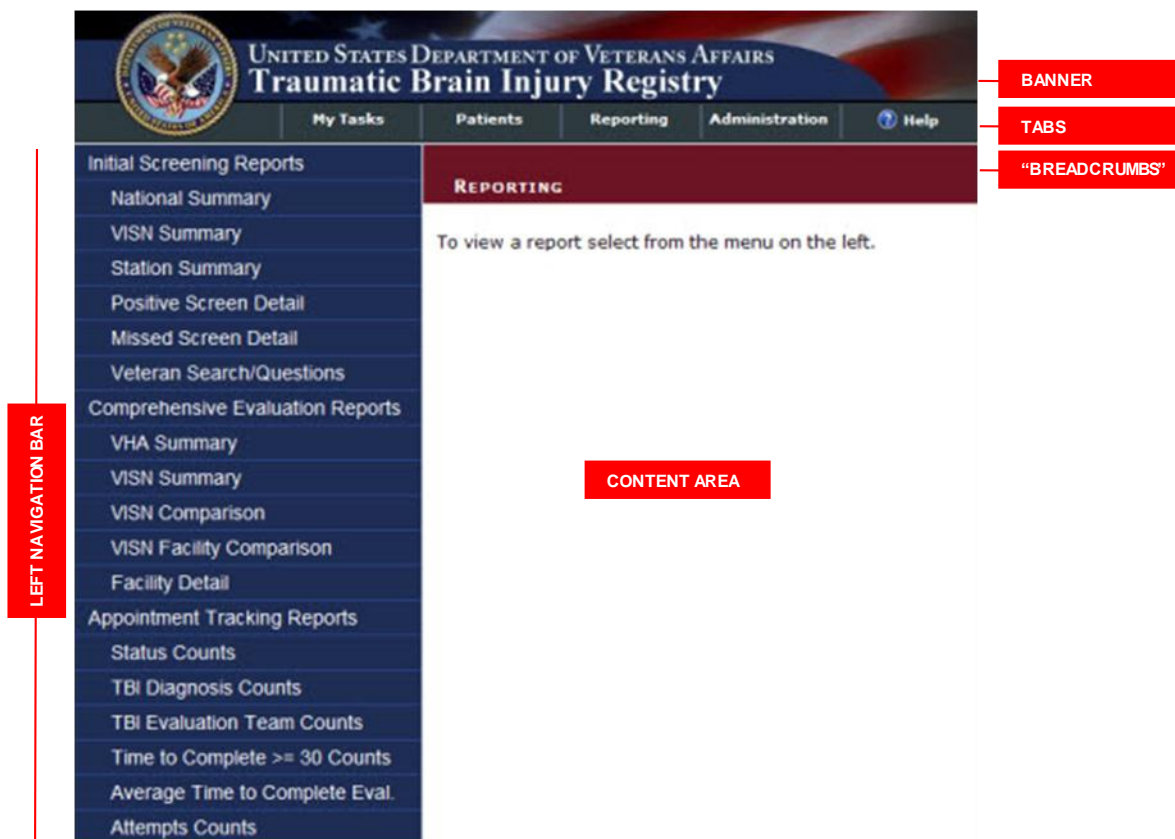 UNITED STATES DEPARTMENT OF VETERANS AFFAIRS
Traumatic Brain Injury Registry
My Tasks Patients Reporting Administration ? Help
BANNER
TABS
“BREADCRUMBS”
Initial Screening Reports
National Summary
VISN Summary
Station Summary
Positive Screen Detail
Missed Screen Detail
Veteran Search/Questions
Comprehensive Evaluation Reports
VHA Summary
VISN Summary
VISN Comparison
VISN Facility Comparison
Facility Detail
Appointment Tracking Reports
Status Counts
TBI Diagnosis Counts
TBI Evaluation Team Counts
Time to Complete >= 30 Counts
Average Time to Complete Eval.
Attempts Counts
REPORTING
To view a report select from the menu on the left.
CONTENT AREA
LEFT NAVIGATION BAR